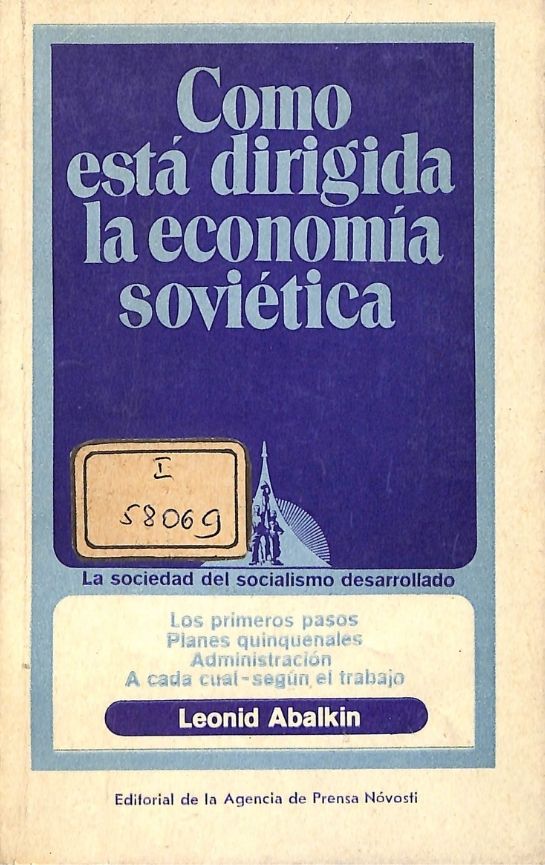 Como
está dirigida
la economía
soviética
I
58069
La sociedad del socialismo desarrollado
Los primeros pasos
Planes quinquenales
Administración
A cada cual-según el trabajo
Leonid Abalkin
Editorial de la Agencia de Prensa Nóvosti